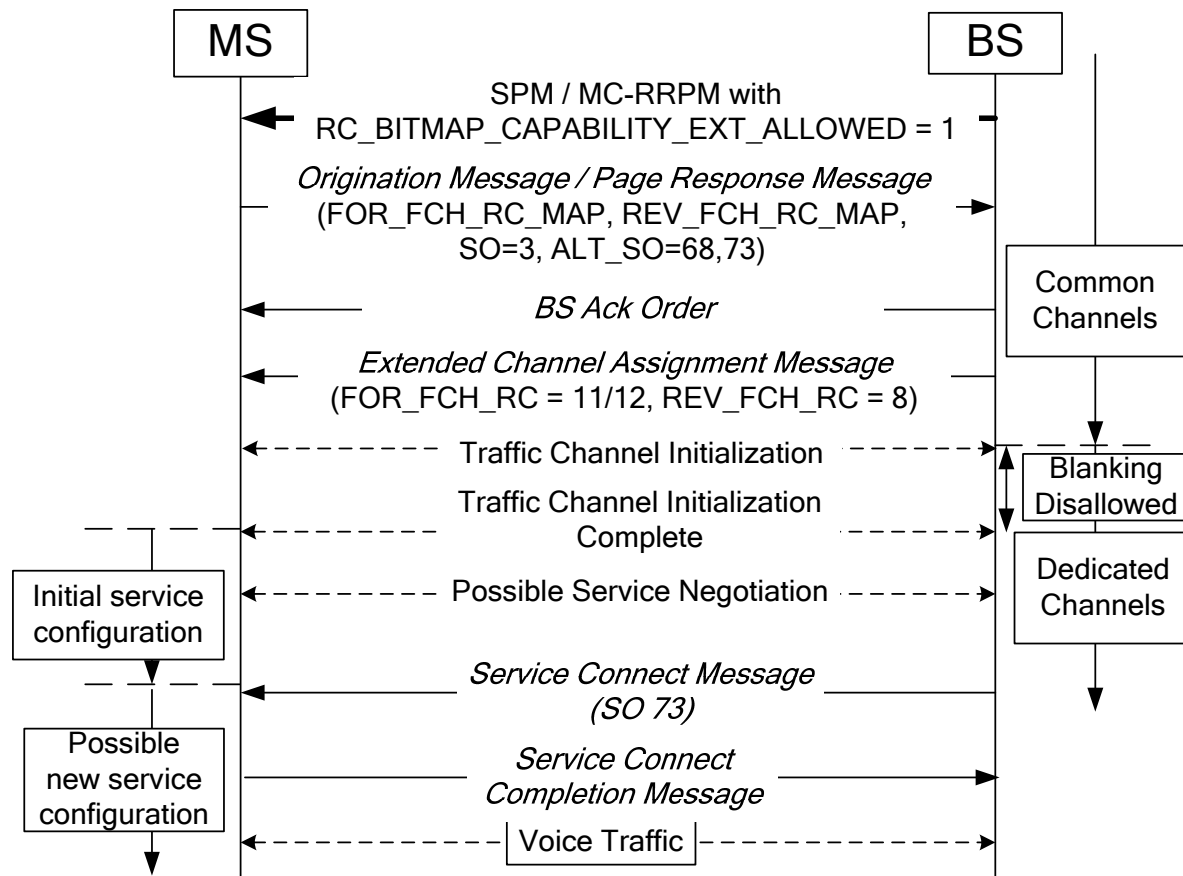 MS
BS
SPM / MC-RRPM with
RC_BITMAP_CAPABILITY_EXT_ALLOWED = 1
Origination Message / Page Response Message
(FOR_FCH_RC_MAP, REV_FCH_RC_MAP,
SO=3, ALT_SO=68,73)
Common
Channels
BS Ack Order
Extended Channel Assignment Message
(FOR_FCH_RC = 11/12, REV_FCH_RC = 8)
Traffic Channel Initialization
Blanking
Disallowed
Traffic Channel Initialization
Complete
Dedicated
Channels
Possible Service Negotiation
Initial service
configuration
Service Connect Message
(SO 73)
Possible
new service
configuration
Service Connect
Completion Message
Voice Traffic